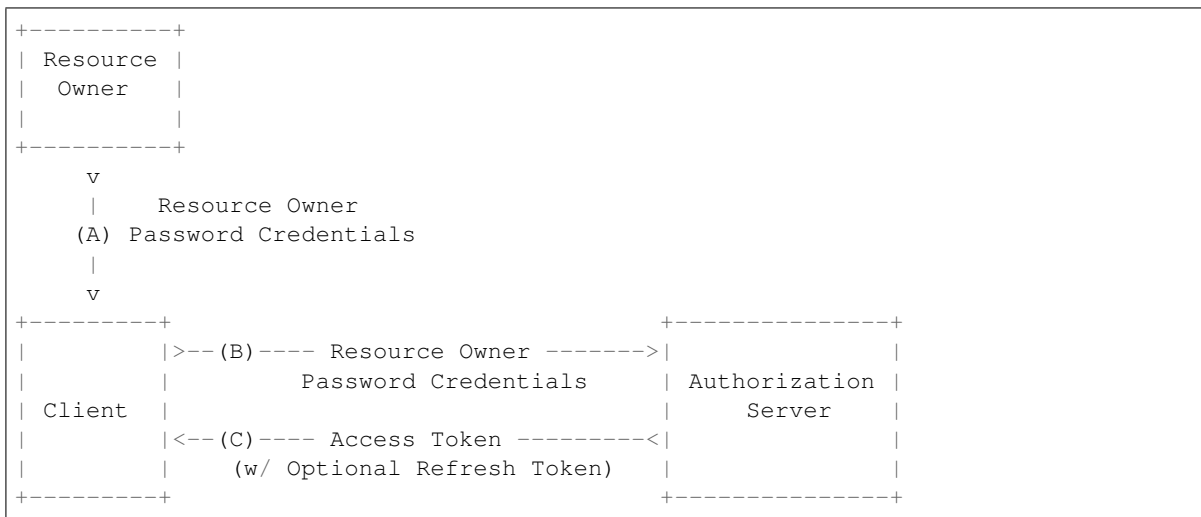 +----------+
| Resource |
|  Owner   |
|          |
+----------+
     v
     |    Resource Owner
    (A) Password Credentials
     |
     v
+---------+                                  +---------------+
|         |>--(B)---- Resource Owner ------->|               |
|         |         Password Credentials     | Authorization |
| Client  |                                  |     Server    |
|         |<--(C)---- Access Token ---------<|               |
|         |    (w/ Optional Refresh Token)   |               |
+---------+                                  +---------------+